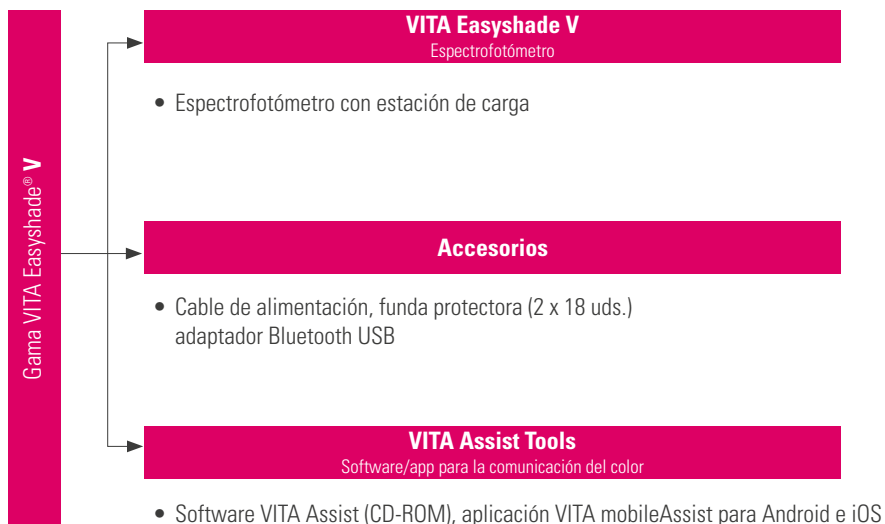 Gama VITA Easyshade® V
VITA Easyshade V
Espectrofotómetro
• Espectrofotómetro con estación de carga
Accesorios
• Cable de alimentación, funda protectora (2 x 18 uds.)
adaptador Bluetooth USB
VITA Assist Tools
Software/app para la comunicación del color
• Software VITA Assist (CD-ROM), aplicación VITA mobileAssist para Android e iOS